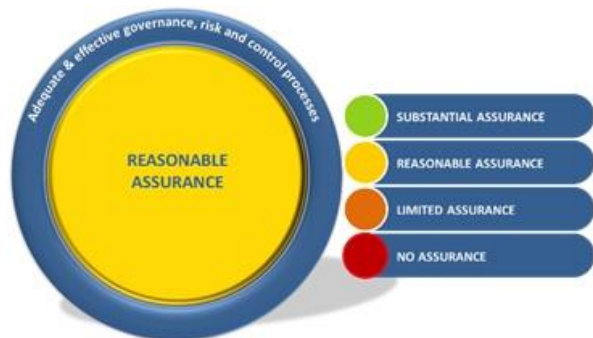 Adequate & effective governance, risk and control processes
REASONABLE
ASSURANCE
SUBSTANTIAL ASSURANCE
REASONABLE ASSURANCE
LIMITED ASSURANCE
NO ASSURANCE